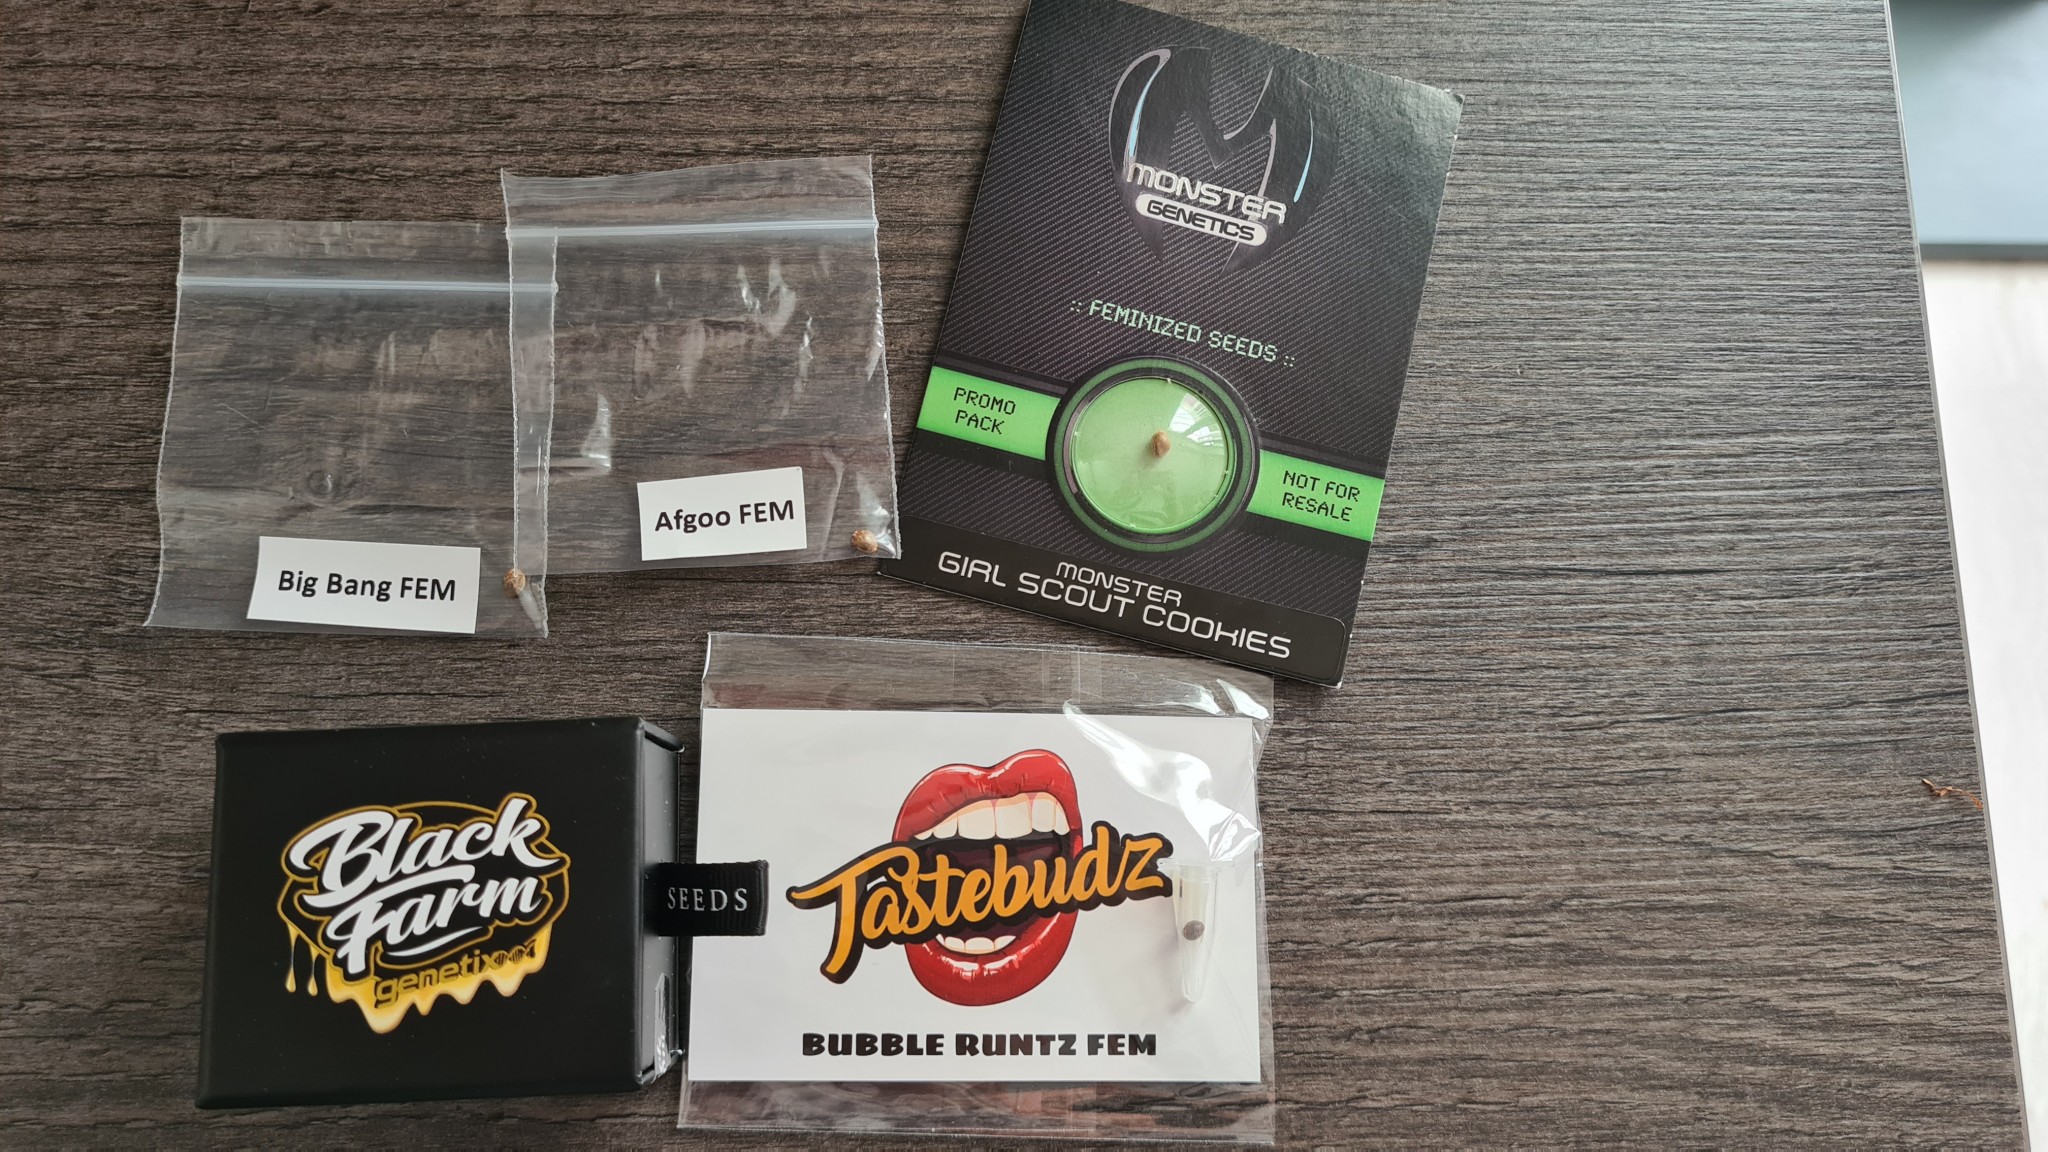 MONSTER
GENETICS
:: FEMINIZED SEEDS ::
PROMO
PACK
NOT FOR
RESALE
MONSTER
GIRL SCOUT COOKIES
Afgoo FEM
Big Bang FEM
Black
Farm
genetixx
SEEDS
Tastebudz
BUBBLE RUNTZ FEM